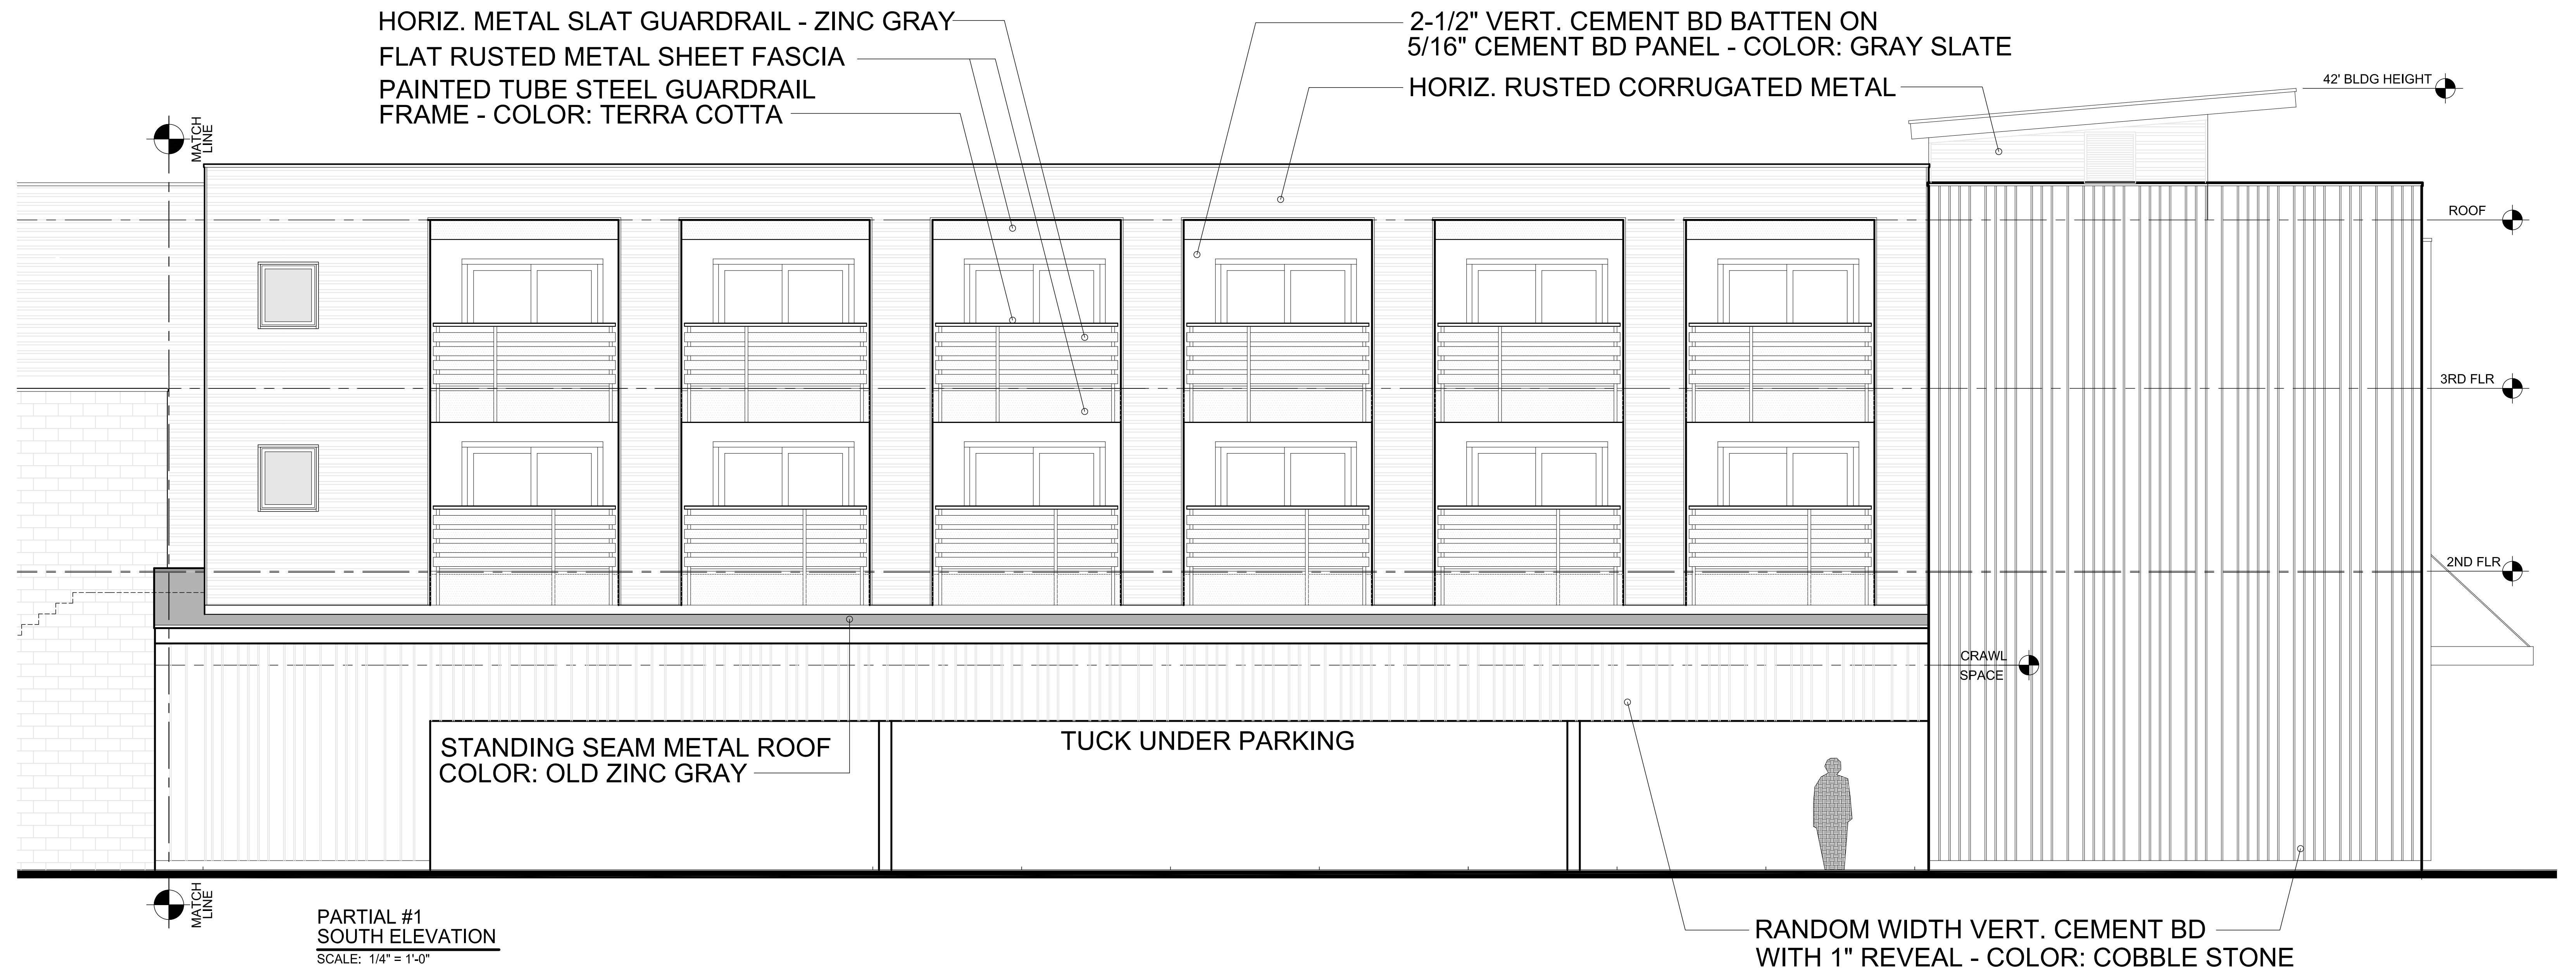 HORIZ. METAL SLAT GUARDRAIL - ZINC GRAY
FLAT RUSTED METAL SHEET FASCIA
PAINTED TUBE STEEL GUARDRAIL
FRAME - COLOR: TERRA COTTA
2-1/2" VERT. CEMENT BD BATTEN ON
5/16" CEMENT BD PANEL - COLOR: GRAY SLATE
HORIZ. RUSTED CORRUGATED METAL
42' BLDG HEIGHT
MATCH
LINE
ROOF
3RD FLR
2ND FLR
CRAWL
SPACE
STANDING SEAM METAL ROOF
COLOR: OLD ZINC GRAY
TUCK UNDER PARKING
MATCH
LINE
PARTIAL #1
SOUTH ELEVATION
SCALE: 1/4" = 1'-0"
RANDOM WIDTH VERT. CEMENT BD
WITH 1" REVEAL - COLOR: COBBLE STONE